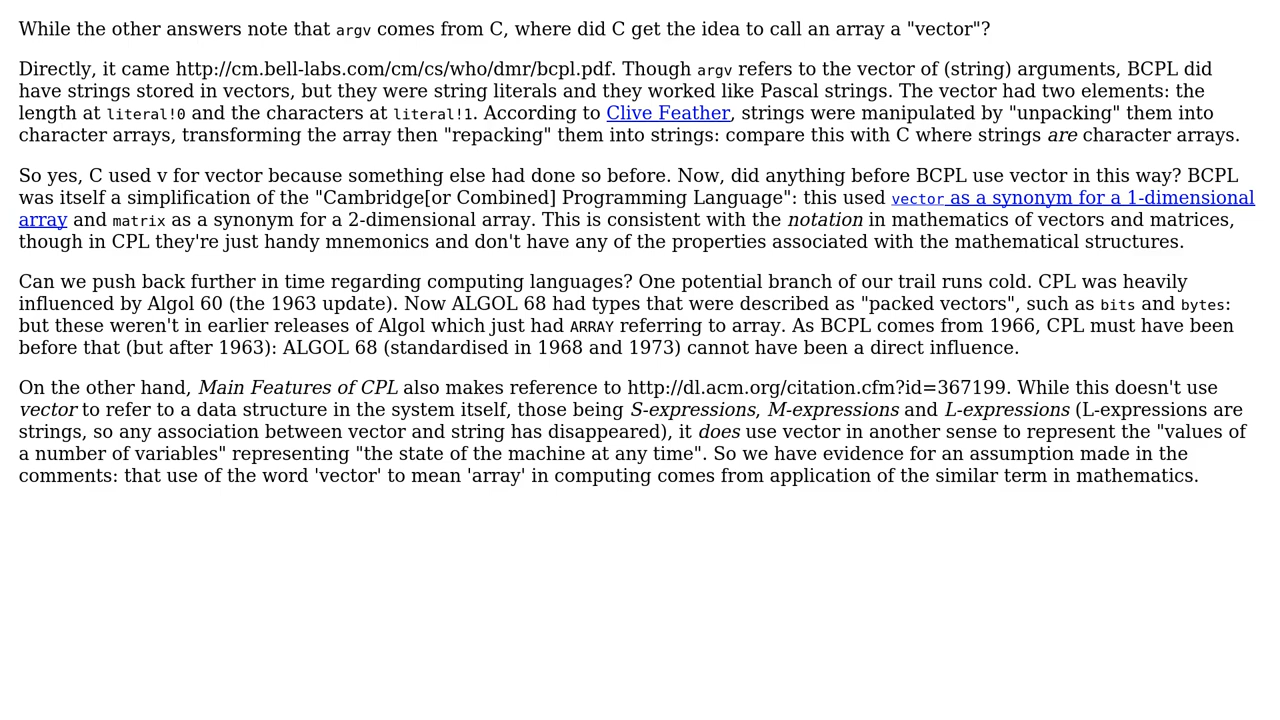 While the other answers note that argv comes from C, where did C get the idea to call an array a "vector"?
Directly, it came http://cm.bell-labs.com/cm/cs/who/dmr/bcpl.pdf. Though argv refers to the vector of (string) arguments, BCPL did
have strings stored in vectors, but they were string literals and they worked like Pascal strings. The vector had two elements: the
length at literal!0 and the characters at literal!1. According to Clive Feather, strings were manipulated by "unpacking" them into
character arrays, transforming the array then "repacking" them into strings: compare this with C where strings are character arrays.
So yes, C used v for vector because something else had done so before. Now, did anything before BCPL use vector in this way? BCPL
was itself a simplification of the "Cambridge[or Combined] Programming Language": this used vector as a synonym for a 1-dimensional
array and matrix as a synonym for a 2-dimensional array. This is consistent with the notation in mathematics of vectors and matrices,
though in CPL they're just handy mnemonics and don't have any of the properties associated with the mathematical structures.
Can we push back further in time regarding computing languages? One potential branch of our trail runs cold. CPL was heavily
influenced by Algol 60 (the 1963 update). Now ALGOL 68 had types that were described as "packed vectors", such as bits and bytes:
but these weren't in earlier releases of Algol which just had ARRAY referring to array. As BCPL comes from 1966, CPL must have been
before that (but after 1963): ALGOL 68 (standardised in 1968 and 1973) cannot have been a direct influence.
On the other hand, Main Features of CPL also makes reference to http://dl.acm.org/citation.cfm?id=367199. While this doesn't use
vector to refer to a data structure in the system itself, those being S-expressions, M-expressions and L-expressions (L-expressions are
strings, so any association between vector and string has disappeared), it does use vector in another sense to represent the "values of
a number of variables" representing "the state of the machine at any time". So we have evidence for an assumption made in the
comments: that use of the word 'vector' to mean 'array' in computing comes from application of the similar term in mathematics.